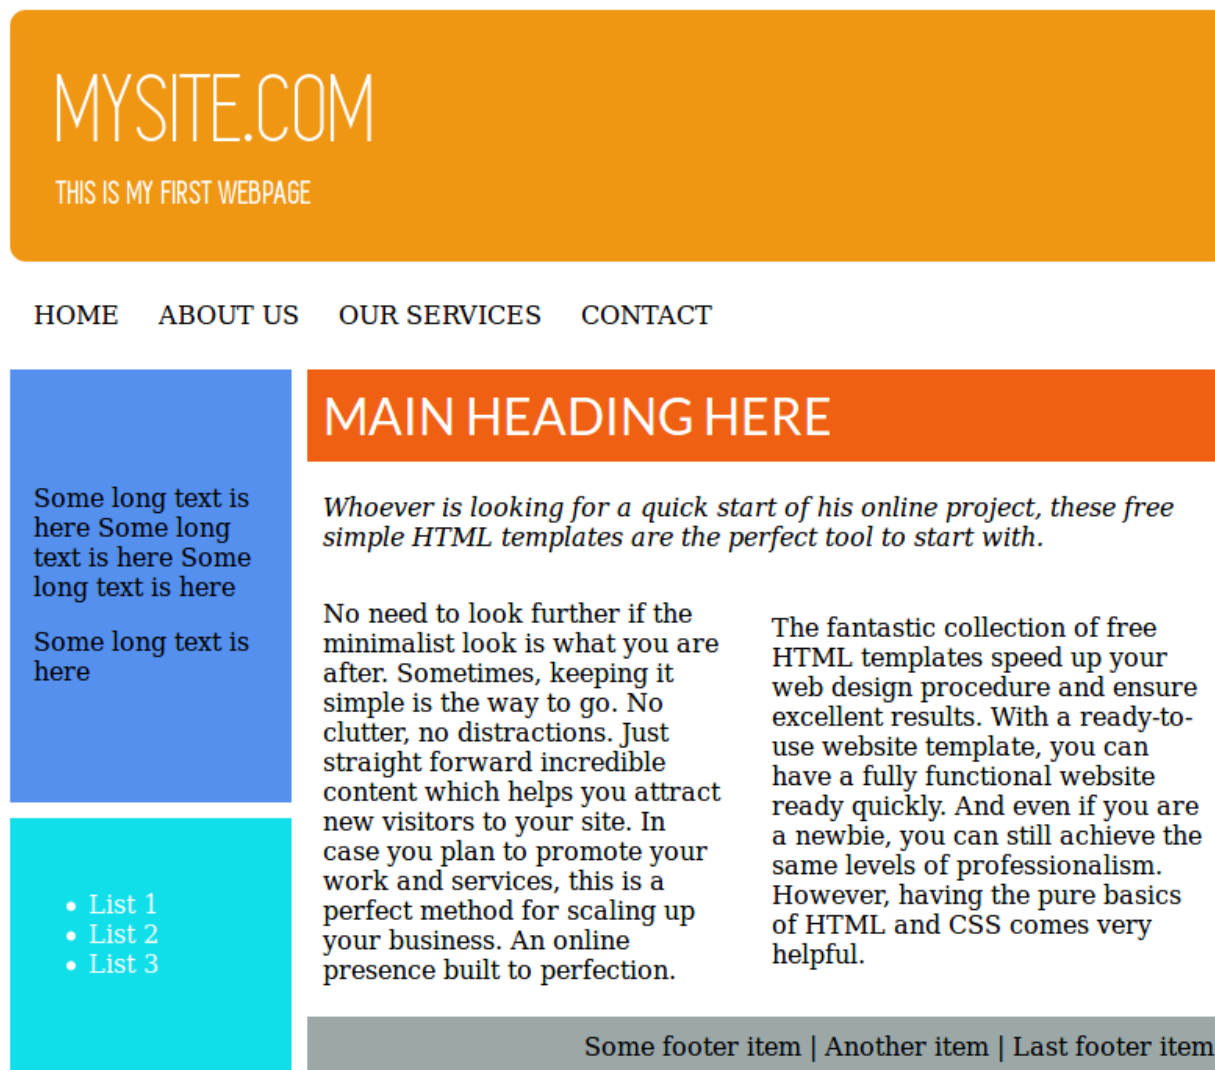 MYSITE.COM
THIS IS MY FIRST WEBPAGE
HOME ABOUT US OUR SERVICES CONTACT
Some long text is
here Some long
text is here Some
long text is here
Some long text is
here
List 1
List 2
List 3
MAIN HEADING HERE
Whoever is looking for a quick start of his online project, these free
simple HTML templates are the perfect tool to start with.
No need to look further if the
minimalist look is what you are
after. Sometimes, keeping it
simple is the way to go. No
clutter, no distractions. Just
straight forward incredible
content which helps you attract
new visitors to your site. In
case you plan to promote your
work and services, this is a
perfect method for scaling up
your business. An online
presence built to perfection.
The fantastic collection of free
HTML templates speed up your
web design procedure and ensure
excellent results. With a ready-to-
use website template, you can
have a fully functional website
ready quickly. And even if you are
a newbie, you can still achieve the
same levels of professionalism.
However, having the pure basics
of HTML and CSS comes very
helpful.
Some footer item | Another item | Last footer item